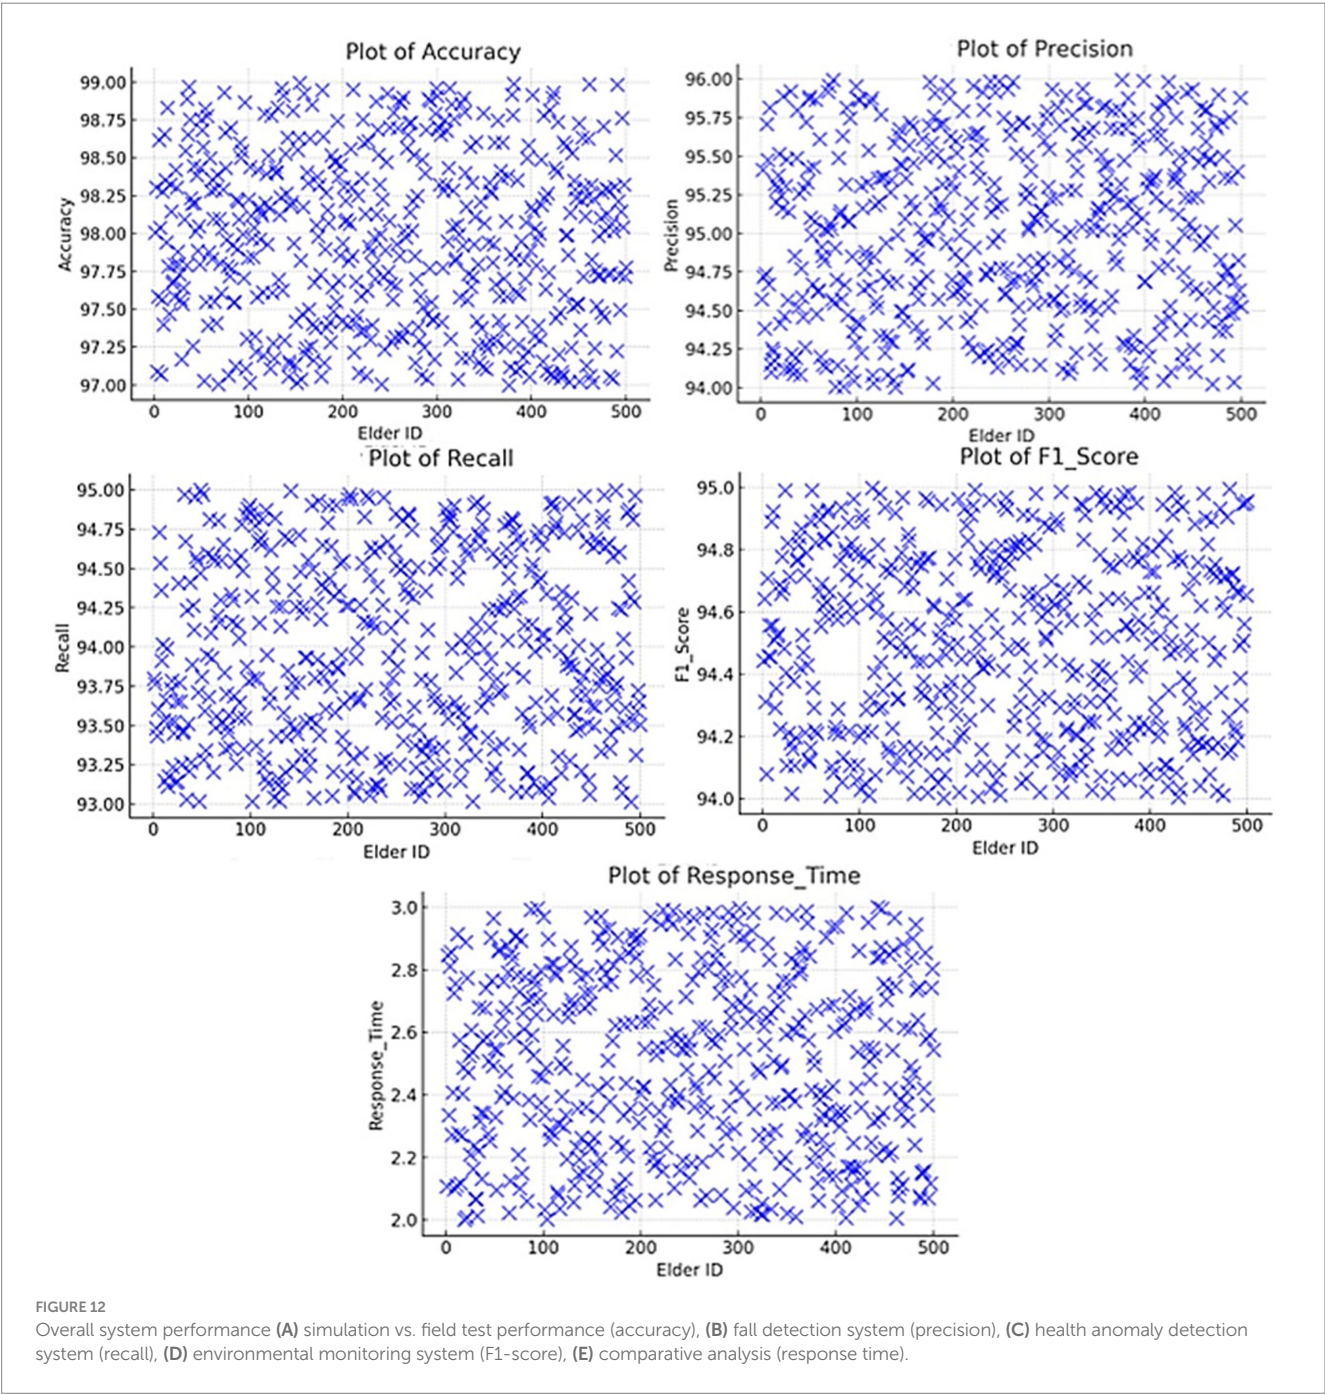 Plot of Accuracy
99.00
98.75
98.50
98.25
98.00
97.75
97.50
97.25
97.00
Accuracy
0 100 200 300 400 500
Elder ID
Plot of Precision
96.00
95.75
95.50
95.25
95.00
94.75
94.50
94.25
94.00
Precision
0 100 200 300 400 500
Elder ID
Plot of Recall
95.00
94.75
94.50
94.25
94.00
93.75
93.50
93.25
93.00
Recall
0 100 200 300 400 500
Elder ID
Plot of F1_Score
95.0
94.8
94.6
94.4
94.2
94.0
F1_Score
0 100 200 300 400 500
Elder ID
Plot of Response_Time
3.0
2.8
2.6
2.4
2.2
2.0
Response_Time
0 100 200 300 400 500
Elder ID
FIGURE 12
Overall system performance (A) simulation vs. field test performance (accuracy), (B) fall detection system (precision), (C) health anomaly detection
system (recall), (D) environmental monitoring system (F1-score), (E) comparative analysis (response time).